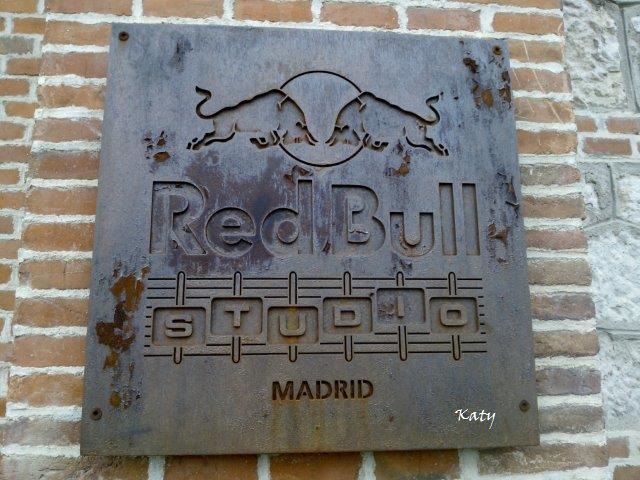 Red Bull
STUDIO
MADRID
Katy